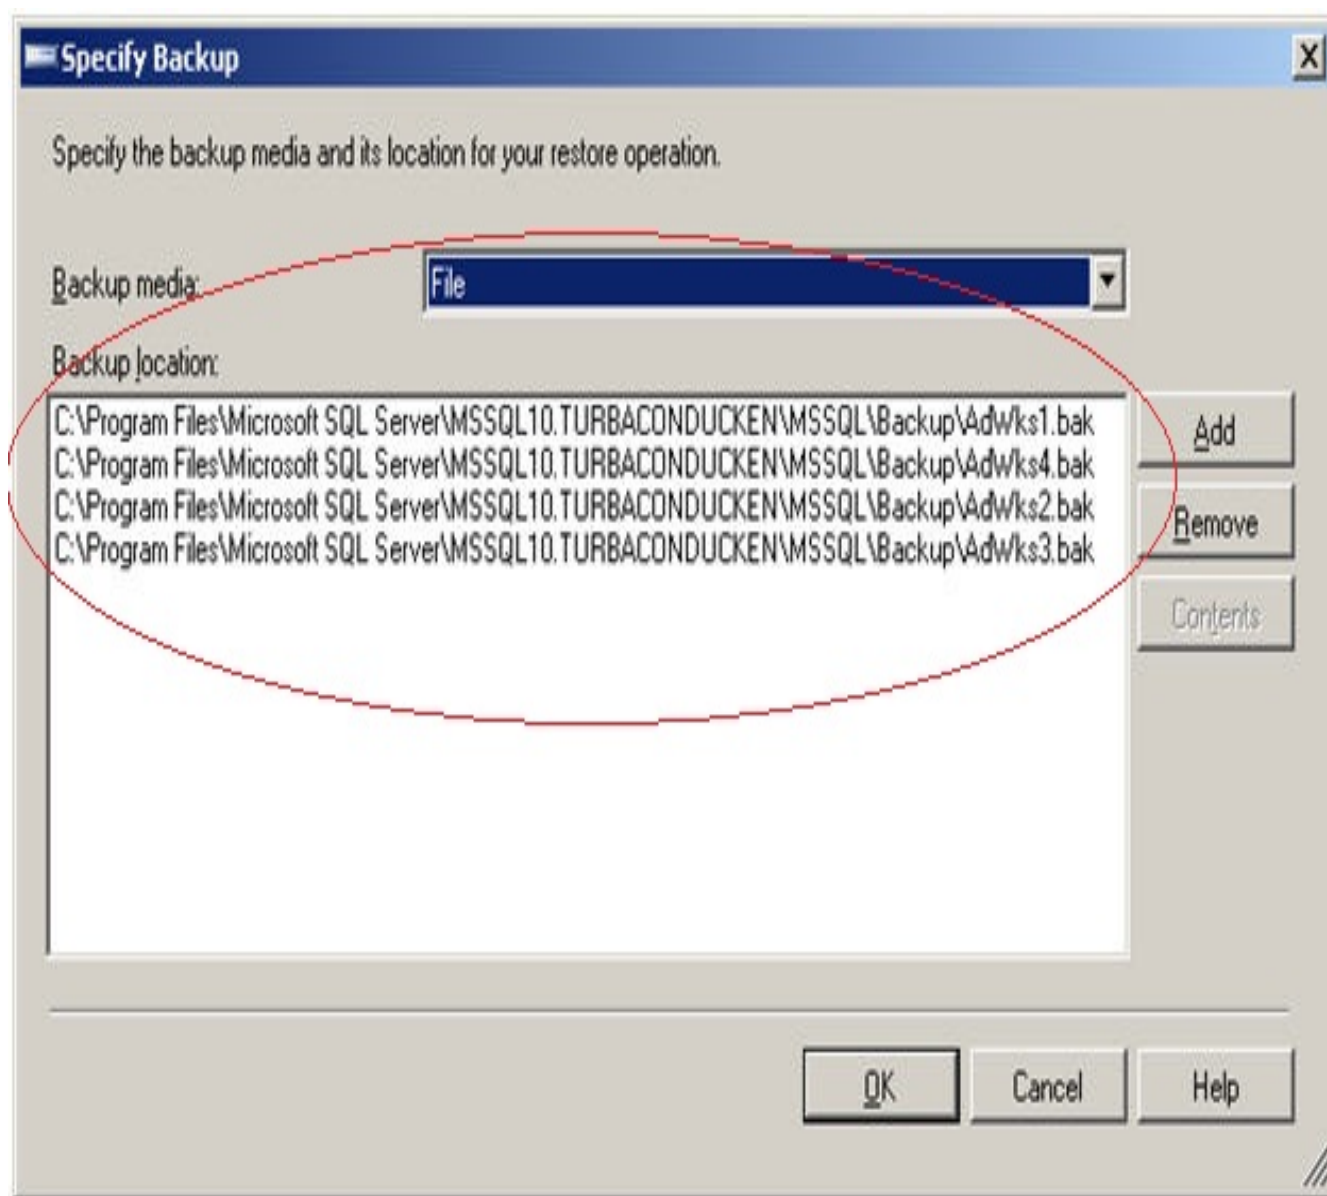 Specify Backup
Specify the backup media and its location for your restore operation.
Backup media:
File
Backup location:
C:\Program Files\Microsoft SQL Server\MSSQL10.TURBACONDUCKEN\MSSQL\Backup\AdWks1.bak
C:\Program Files\Microsoft SQL Server\MSSQL10.TURBACONDUCKEN\MSSQL\Backup\AdWks4.bak
C:\Program Files\Microsoft SQL Server\MSSQL10.TURBACONDUCKEN\MSSQL\Backup\AdWks2.bak
C:\Program Files\Microsoft SQL Server\MSSQL10.TURBACONDUCKEN\MSSQL\Backup\AdWks3.bak
Add
Remove
Contents
OK
Cancel
Help